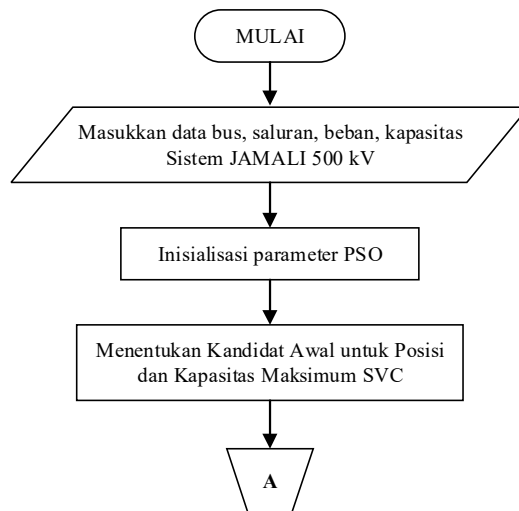 MULAI
Masukkan data bus, saluran, beban, kapasitas
Sistem JAMALI 500 kV
Inisialisasi parameter PSO
Menentukan Kandidat Awal untuk Posisi
dan Kapasitas Maksimum SVC
A